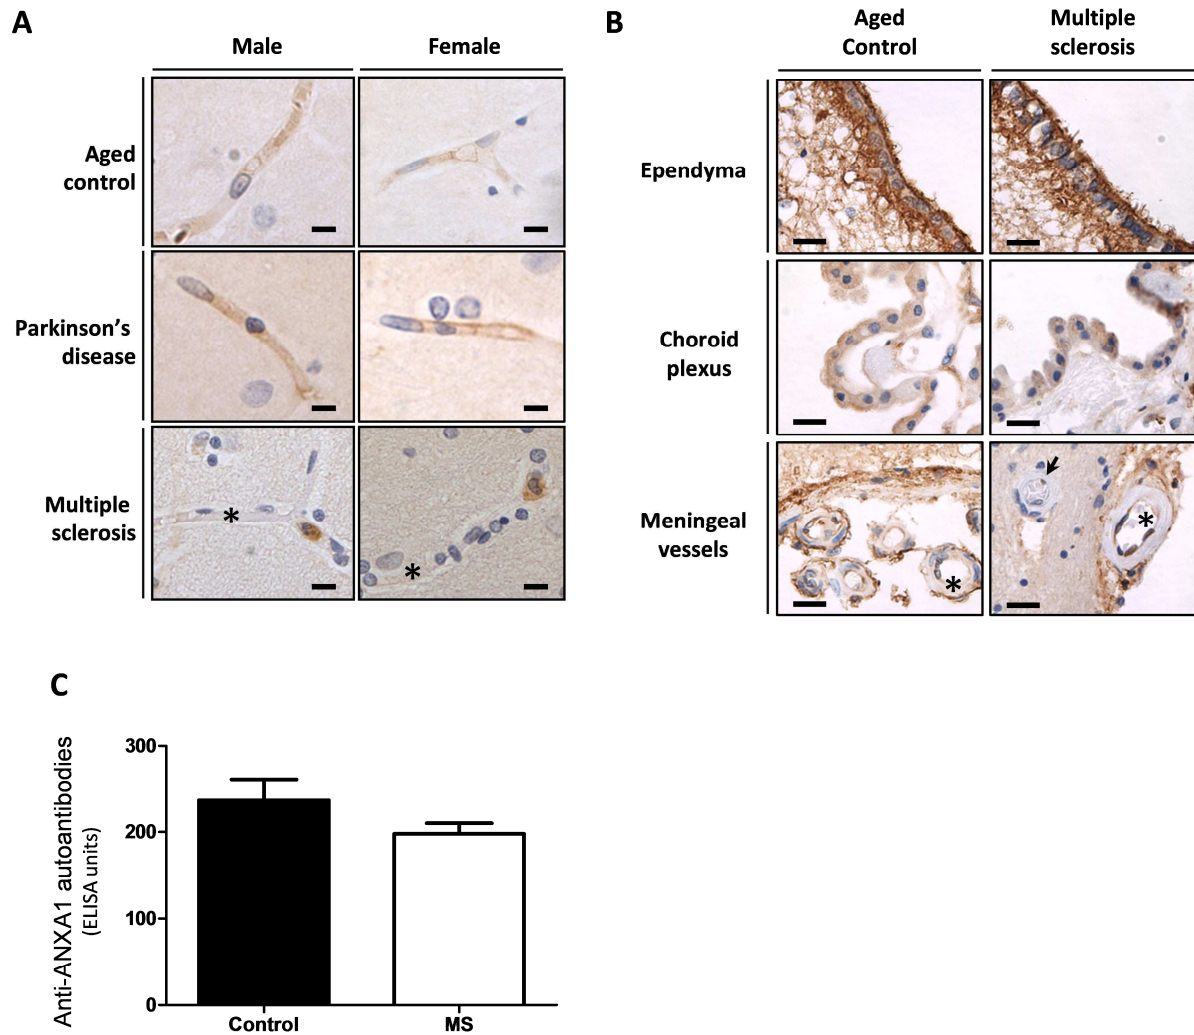 A
Male
Female
Aged
control
Parkinson’s
disease
Multiple
sclerosis
*
*
B
Aged
Control
Multiple
sclerosis
Ependyma
Choroid
plexus
Meningeal
vessels
*
*
C
Anti-ANXA1 autoantibodies
(ELISA units)
300
200
100
0
Control
MS